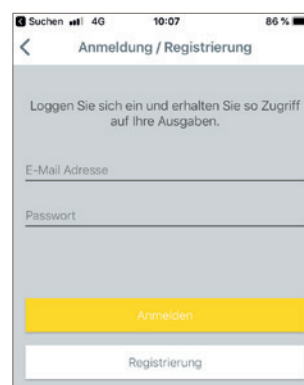 Suchen 4G 10:07 86 %
Anmeldung / Registrierung
Loggen Sie sich ein und erhalten Sie so Zugriff
auf Ihre Ausgaben.
E-Mail Adresse
Passwort
Anmelden
Registrierung